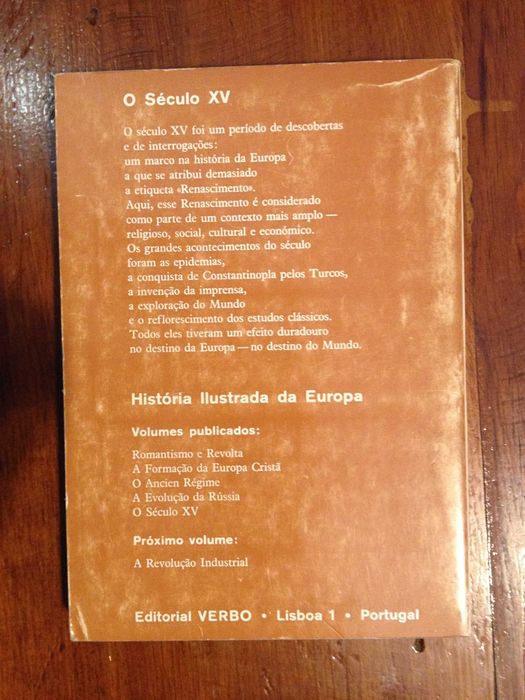 O Século XV
O século XV foi um período de descobertas
e de interrogações:
um marco na história da Europa
a que se atribui demasiado
a etiqueta «Renascimento».
Aqui, esse Renascimento é considerado
como parte de um contexto mais amplo —
religioso, social, cultural e económico.
Os grandes acontecimentos do século
foram as epidemias,
a conquista de Constantinopla pelos Turcos,
a invenção da imprensa,
a exploração do Mundo
e o reflorescimento dos estudos clássicos.
Todos eles tiveram um efeito duradouro
no destino da Europa — no destino do Mundo.
História Ilustrada da Europa
Volumes publicados:
Romantismo e Revolta
A Formação da Europa Cristã
O Ancien Régime
A Evolução da Rússia
O Século XV
Próximo volume:
A Revolução Industrial
Editorial VERBO • Lisboa 1 • Portugal